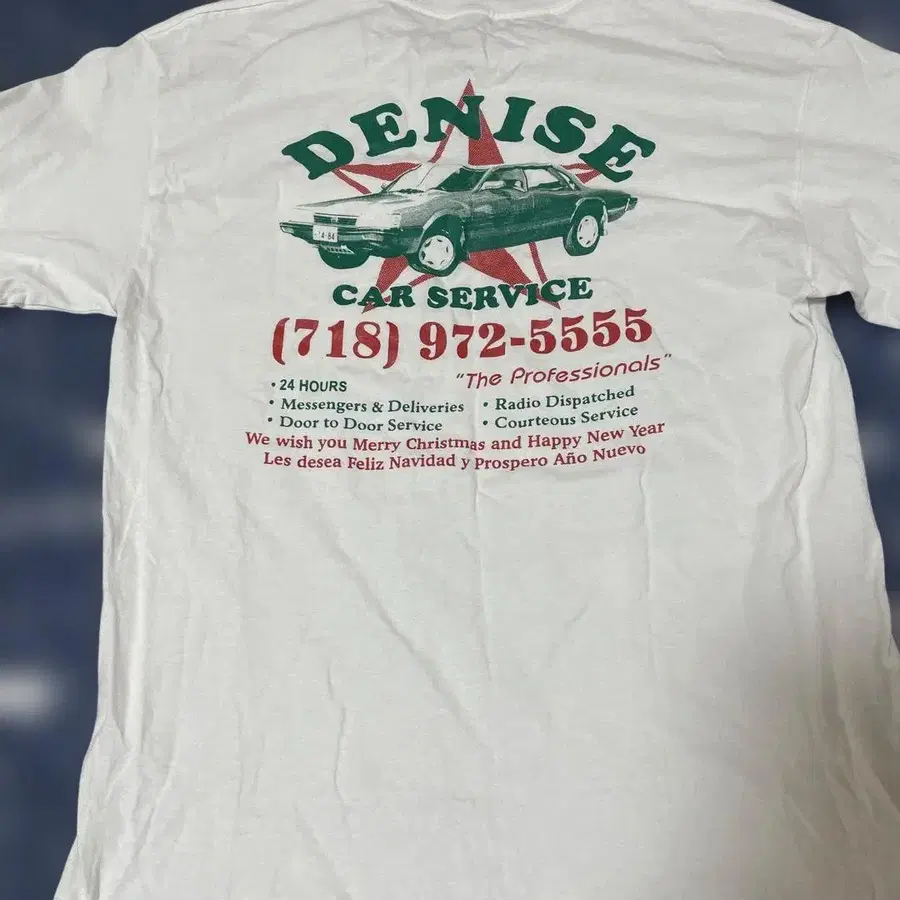 DENISE
CAR SERVICE
(718) 972-5555
"The Professionals"
• 24 HOURS
• Messengers & Deliveries
• Door to Door Service
• Radio Dispatched
• Courteous Service
We wish you Merry Christmas and Happy New Year
Les desea Feliz Navidad y Prospero Año Nuevo